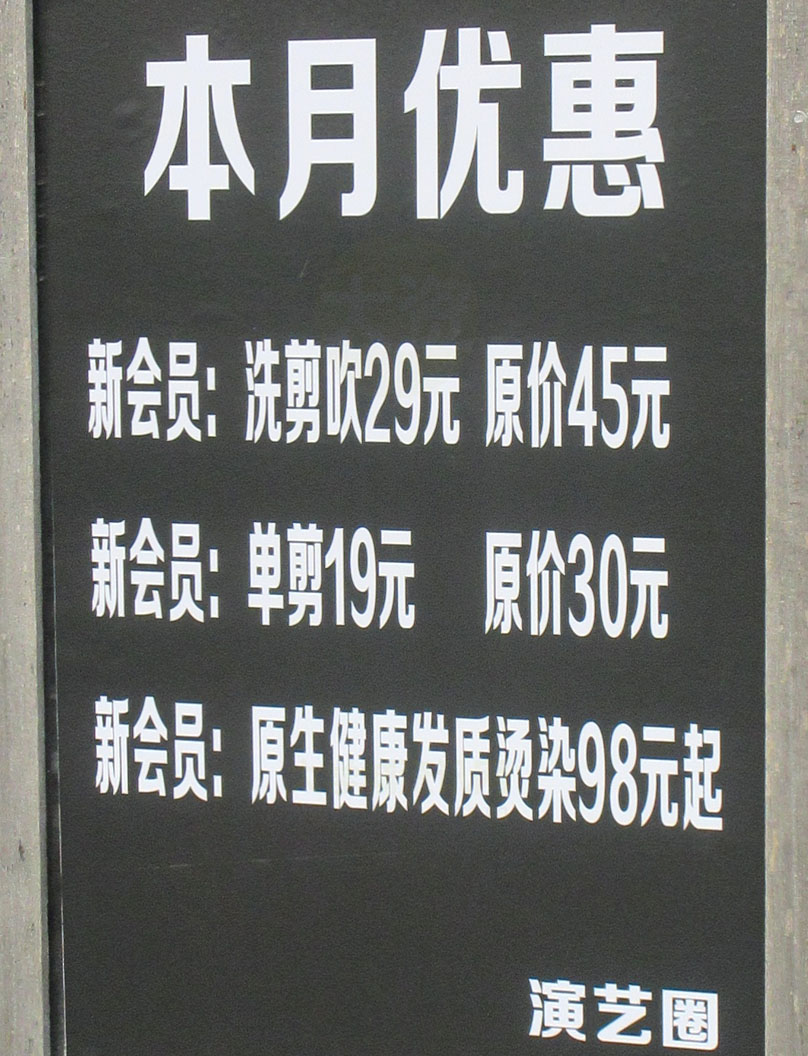 本月优惠
新会员: 洗剪吹29元 原价45元
新会员: 单剪19元 原价30元
新会员: 原生健康发质烫染98元起
演艺圈